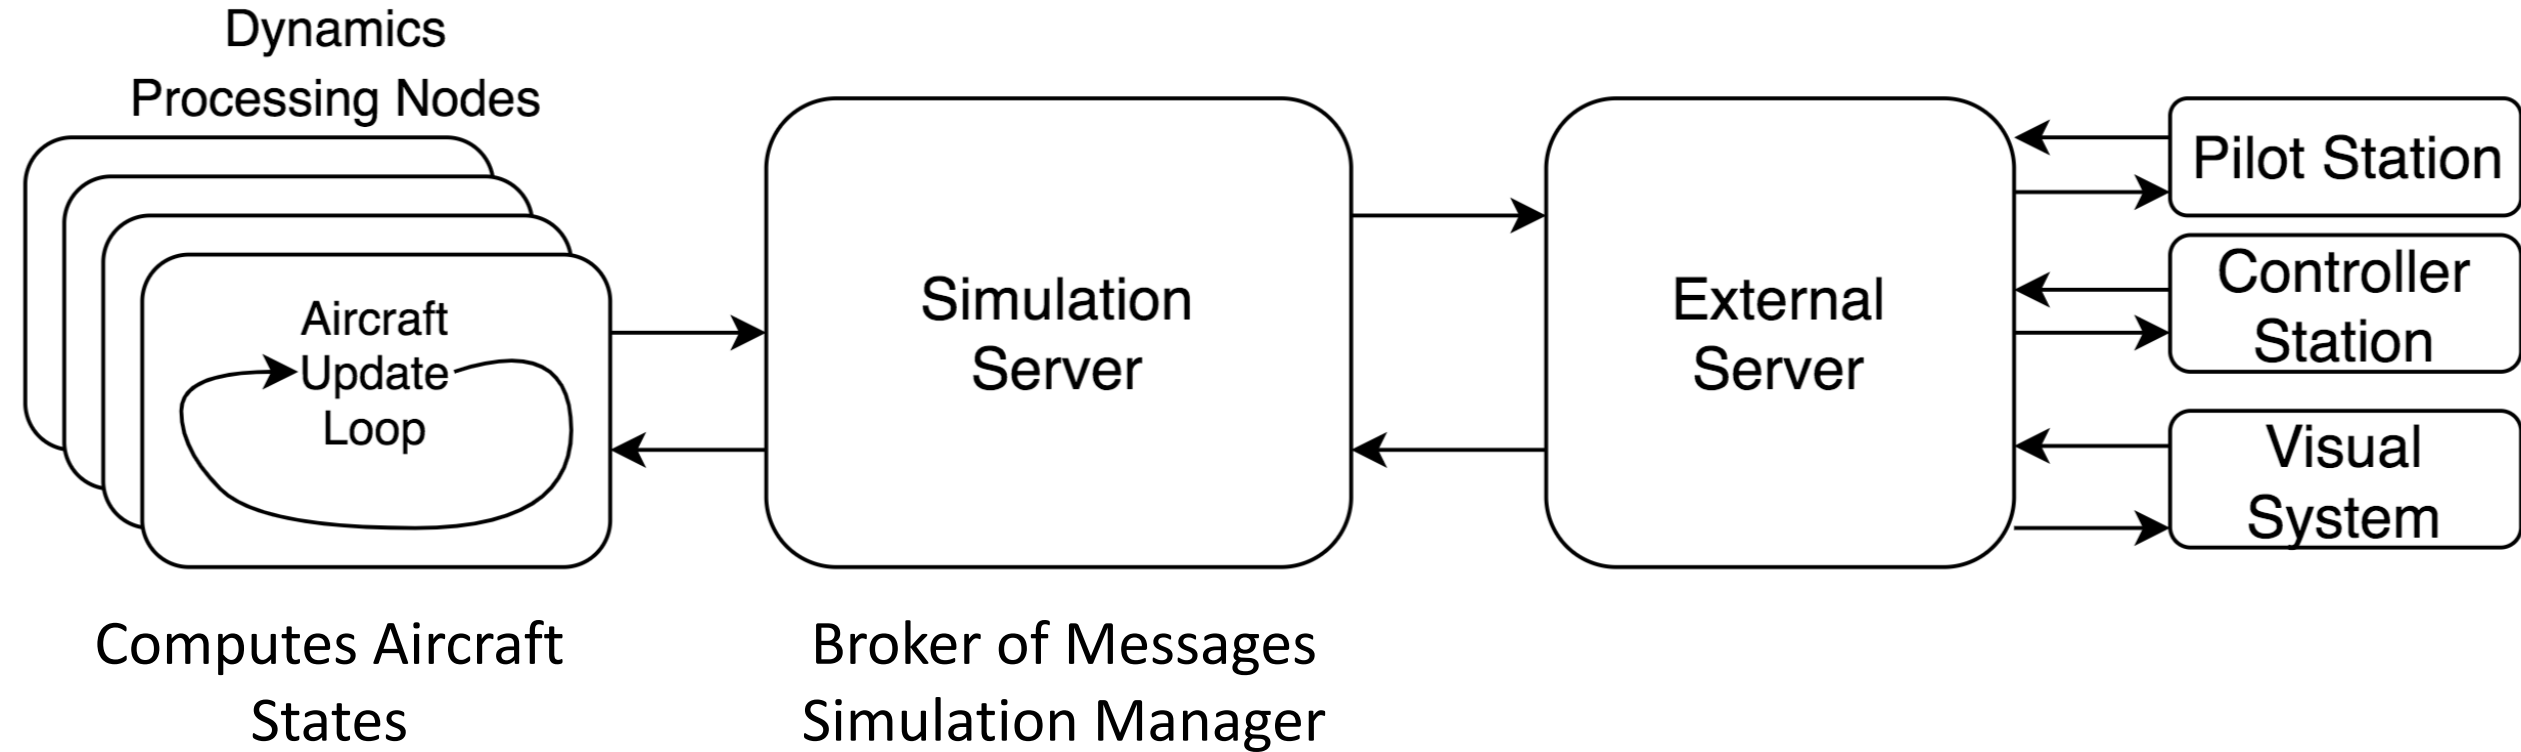 Dynamics
Processing Nodes
Aircraft
Update
Loop
Computes Aircraft
States
Simulation
Server
Broker of Messages
Simulation Manager
External
Server
Pilot Station
Controller
Station
Visual
System